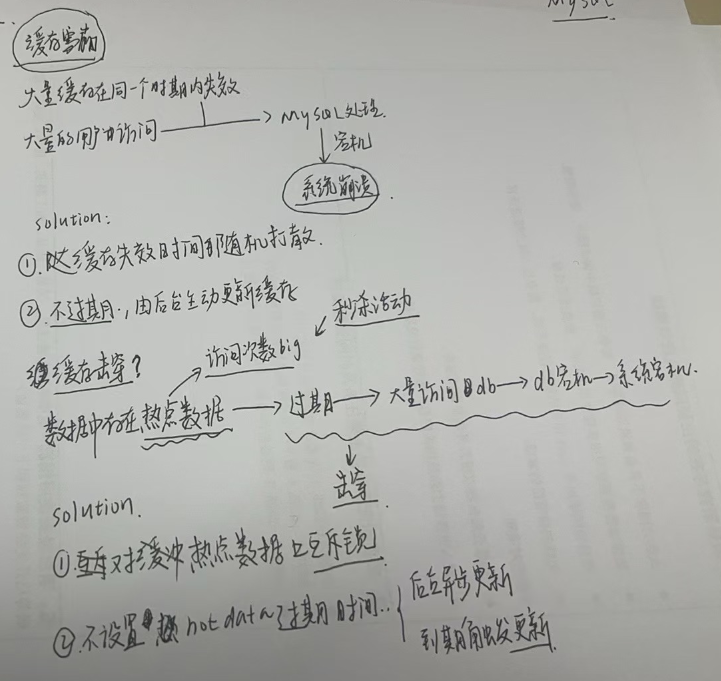 MySQL
缓存雪崩
大量缓存在同一个时期内失效
大量的用户访问 → MySQL处理
宕机
系统崩溃.
solution:
①.缓存失效时间都随机打散.
②.不过期.,由后台主动更新缓存
秒杀活动
缓存击穿? 访问次数big
数据中存在热点数据 → 过期 → 大量访问db → db宕机 → 系统宕机.
击穿
solution.
①.对缓冲热点数据上互斥锁
②.不设置 hot data过期时间.. 后台异步更新
到期前触发更新.